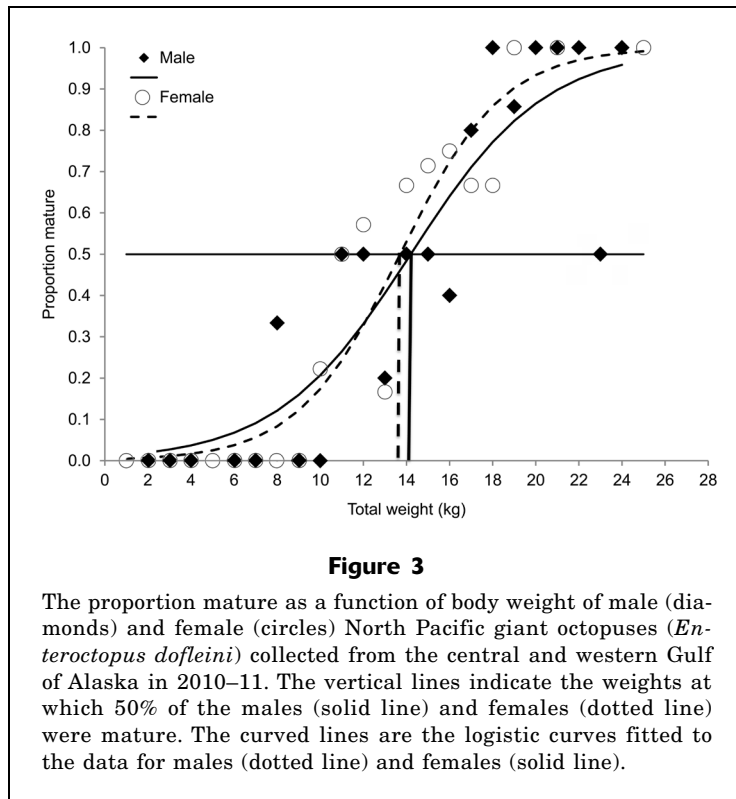 1.0
Male
0.9
Female
0.8
0.7
0.6
Proportion mature
0.5
0.4
0.3
0.2
0.1
0.0
0 2 4 6 8 10 12 14 16 18 20 22 24 26 28
Total weight (kg)
Figure 3
The proportion mature as a function of body weight of male (dia-
monds) and female (circles) North Pacific giant octopuses (En-
teroctopus dofleini) collected from the central and western Gulf
of Alaska in 2010–11. The vertical lines indicate the weights at
which 50% of the males (solid line) and females (dotted line)
were mature. The curved lines are the logistic curves fitted to
the data for males (dotted line) and females (solid line).